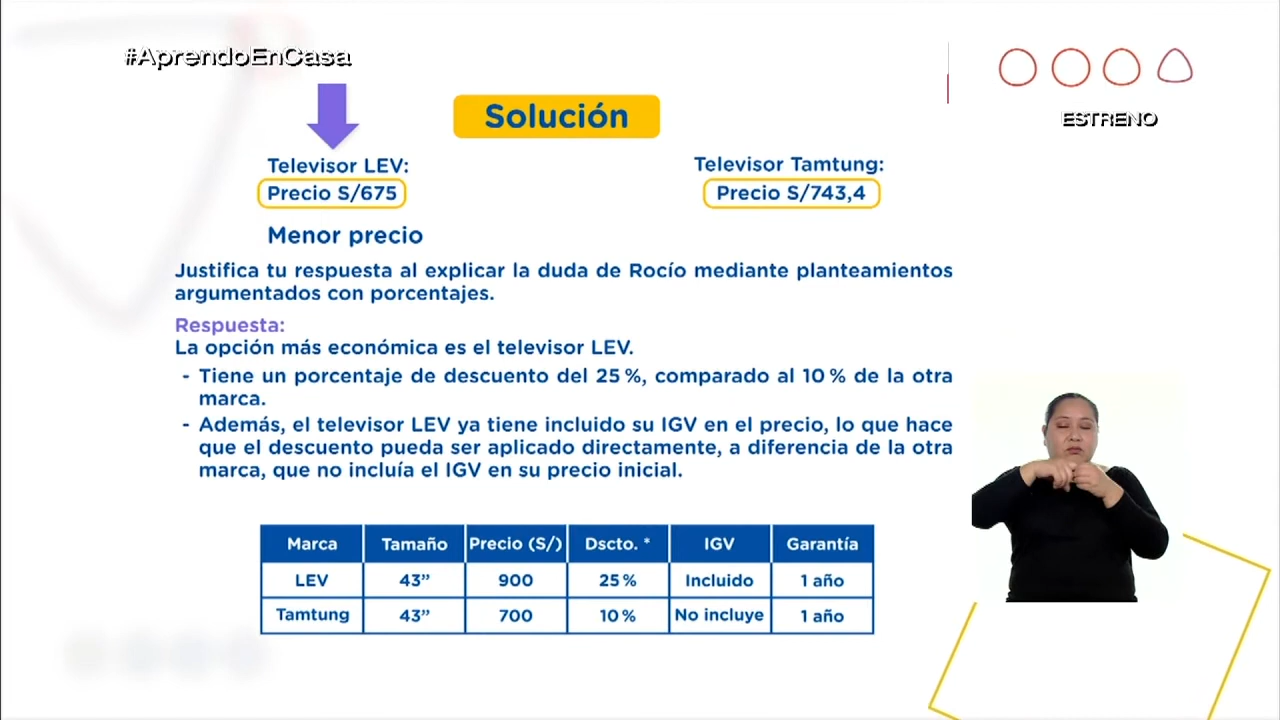 #AprendoEnCasa
ESTRENO
Solución
Televisor LEV:
Precio S/675
Menor precio
Televisor Tamtung:
Precio S/743,4
Justifica tu respuesta al explicar la duda de Rocío mediante planteamientos
argumentados con porcentajes.
Respuesta:
La opción más económica es el televisor LEV.
- Tiene un porcentaje de descuento del 25 %, comparado al 10 % de la otra
marca.
- Además, el televisor LEV ya tiene incluido su IGV en el precio, lo que hace
que el descuento pueda ser aplicado directamente, a diferencia de la otra
marca, que no incluía el IGV en su precio inicial.
Marca Tamaño Precio (S/) Dscto. * IGV Garantía
LEV 43” 900 25 % Incluido 1 año
Tamtung 43” 700 10 % No incluye 1 año